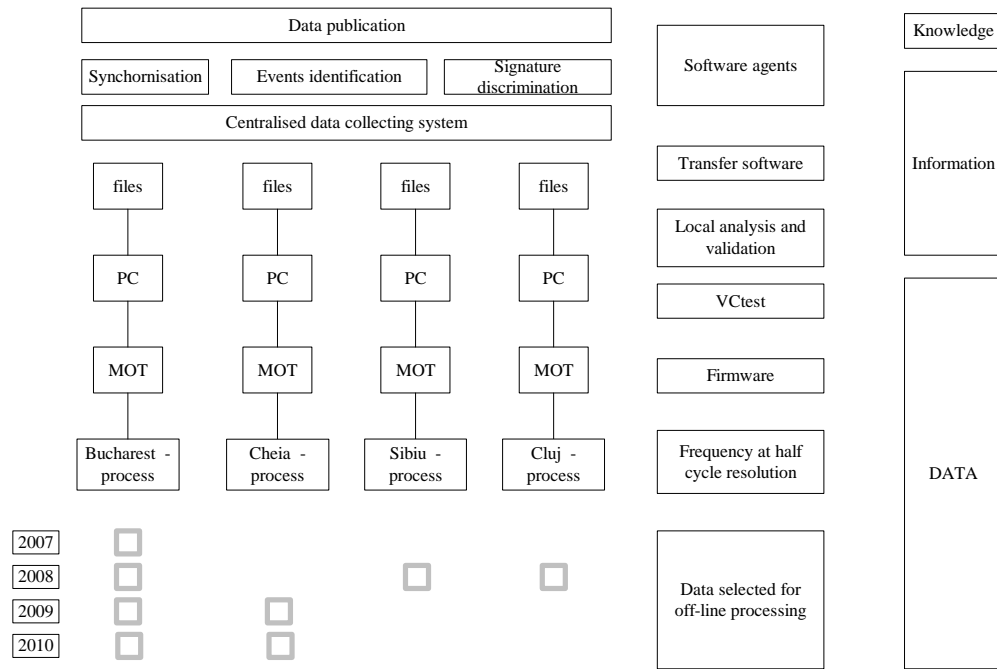 Data publication
Synchornisation
Events identification
Signature
discrimination
Centralised data collecting system
files
files
files
files
PC
PC
PC
PC
MOT
MOT
MOT
MOT
Bucharest -
process
Cheia -
process
Sibiu -
process
Cluj -
process
2007
2008
2009
2010
Software agents
Transfer software
Local analysis and
validation
VCtest
Firmware
Frequency at half
cycle resolution
Data selected for
off-line processing
Knowledge
Information
DATA